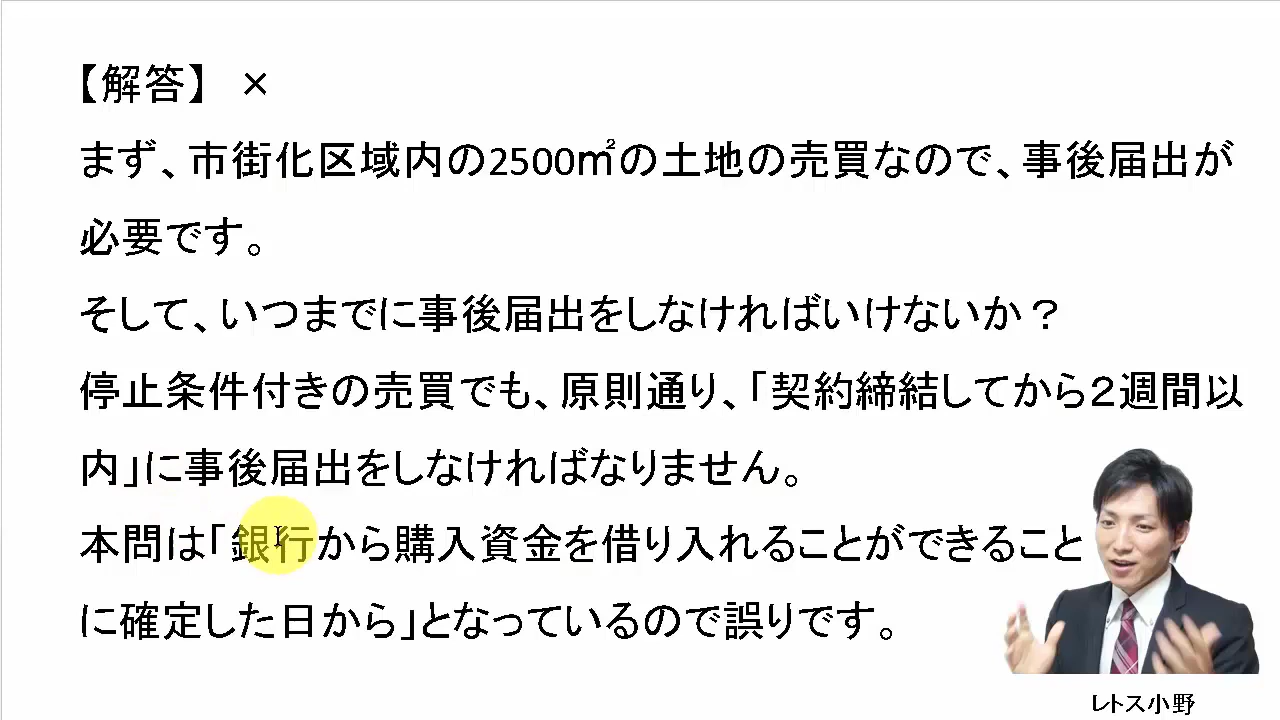 【解答】 ×
まず、市街化区域内の2500㎡の土地の売買なので、事後届出が
必要です。
そして、いつまでに事後届出をしなければいけないか？
停止条件付きの売買でも、原則通り、「契約締結してから２週間以
内」に事後届出をしなければなりません。
本問は「銀行から購入資金を借り入れることができること
に確定した日から」となっているので誤りです。
レトス小野